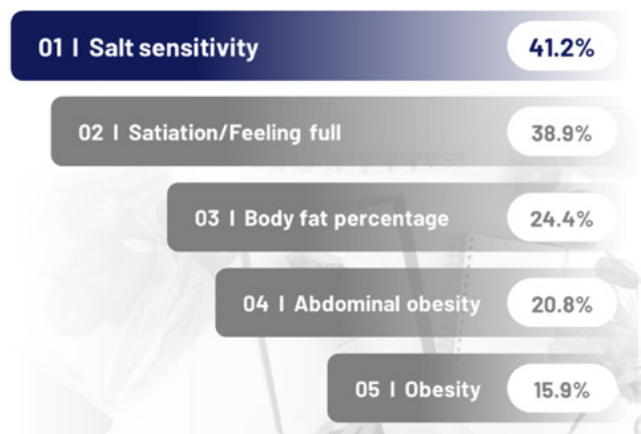 01 | Salt sensitivity 41.2%
02 | Satiation/Feeling full 38.9%
03 | Body fat percentage 24.4%
04 | Abdominal obesity 20.8%
05 | Obesity 15.9%